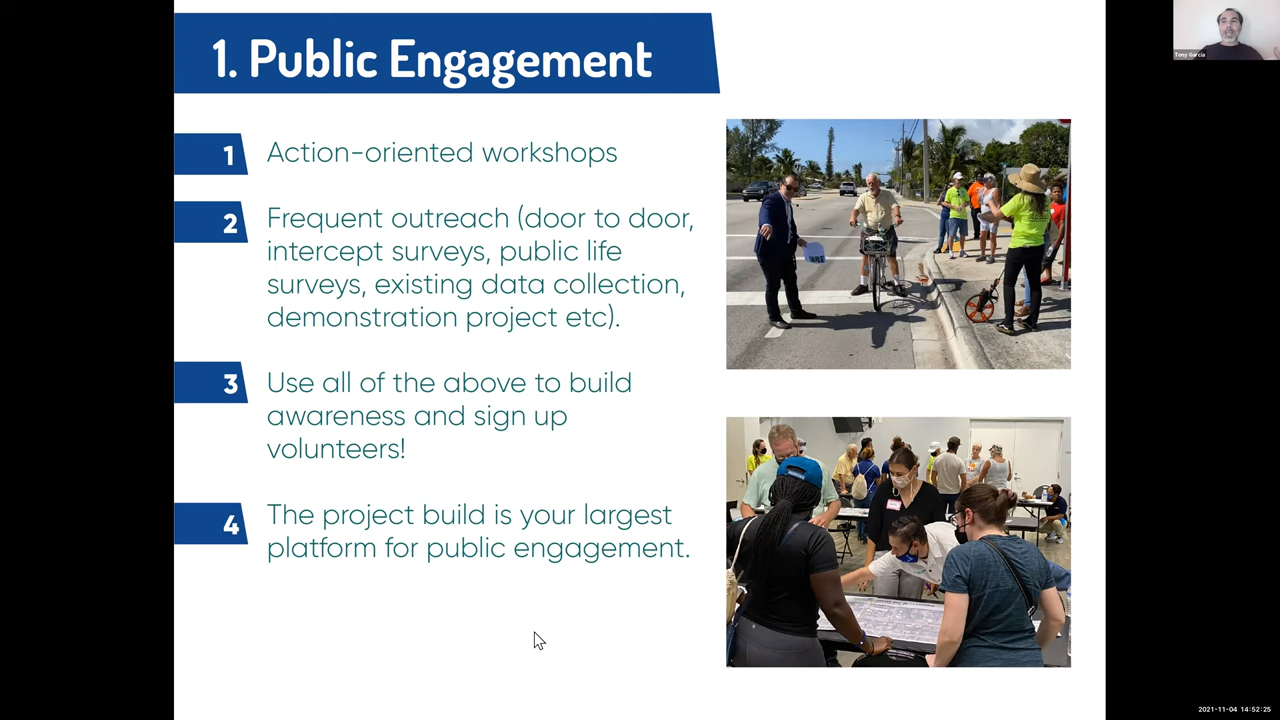 1. Public Engagement
1
Action-oriented workshops
2
Frequent outreach (door to door,
intercept surveys, public life
surveys, existing data collection,
demonstration project etc).
3
Use all of the above to build
awareness and sign up
volunteers!
4
The project build is your largest
platform for public engagement.
Tony Garcia
2021-11-04 14:52:25